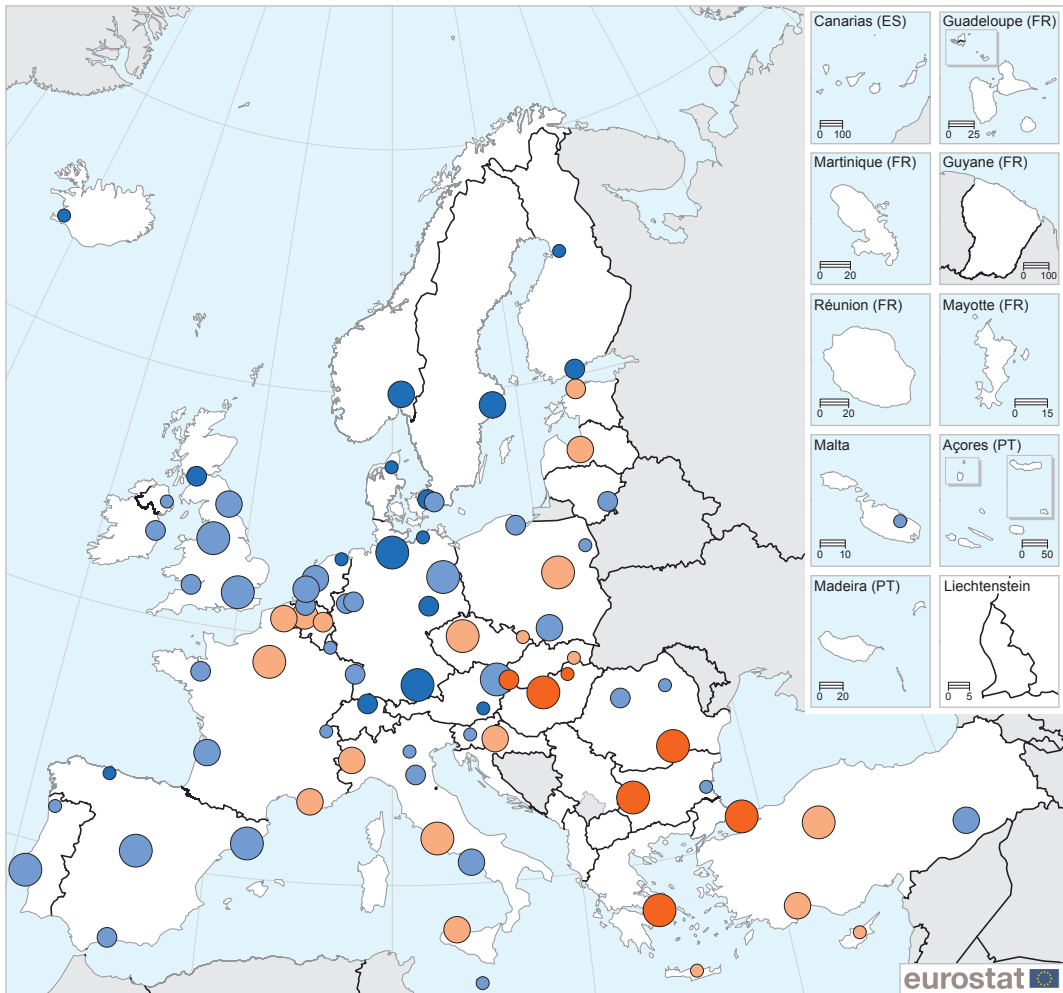 Canarias (ES)
0 100
Guadeloupe (FR)
0 25
Martinique (FR)
0 20
Guyane (FR)
0 100
Réunion (FR)
0 20
Mayotte (FR)
0 15
Malta
0 10
Açores (PT)
0 50
Madeira (PT)
0 20
Liechtenstein
0 5
eurostat